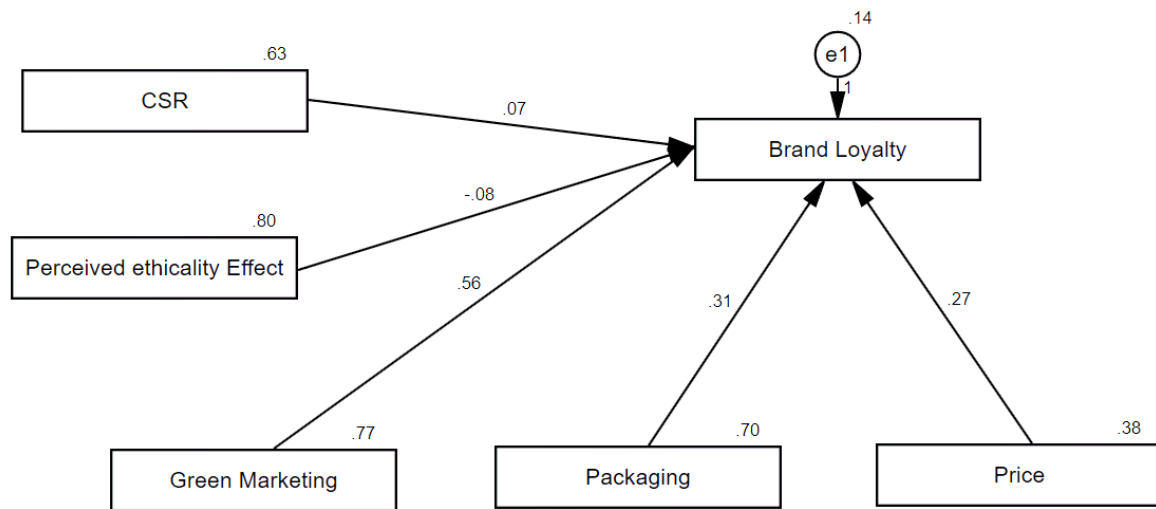 .14
e1
1
.63
CSR
.07
Brand Loyalty
-.08
.80
Perceived ethicality Effect
.56
.31
.27
.77
Green Marketing
.70
Packaging
.38
Price